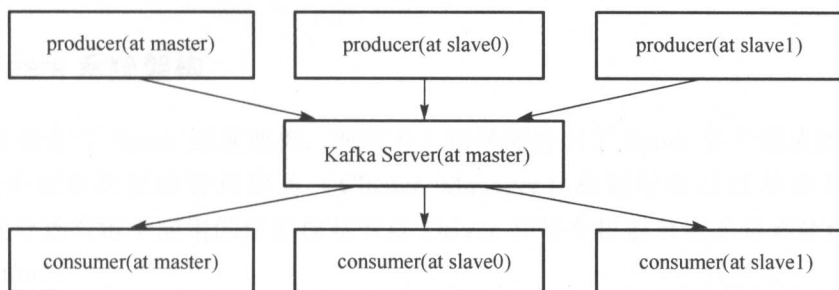 producer(at master)
producer(at slave0)
producer(at slave1)
Kafka Server(at master)
consumer(at master)
consumer(at slave0)
consumer(at slave1)